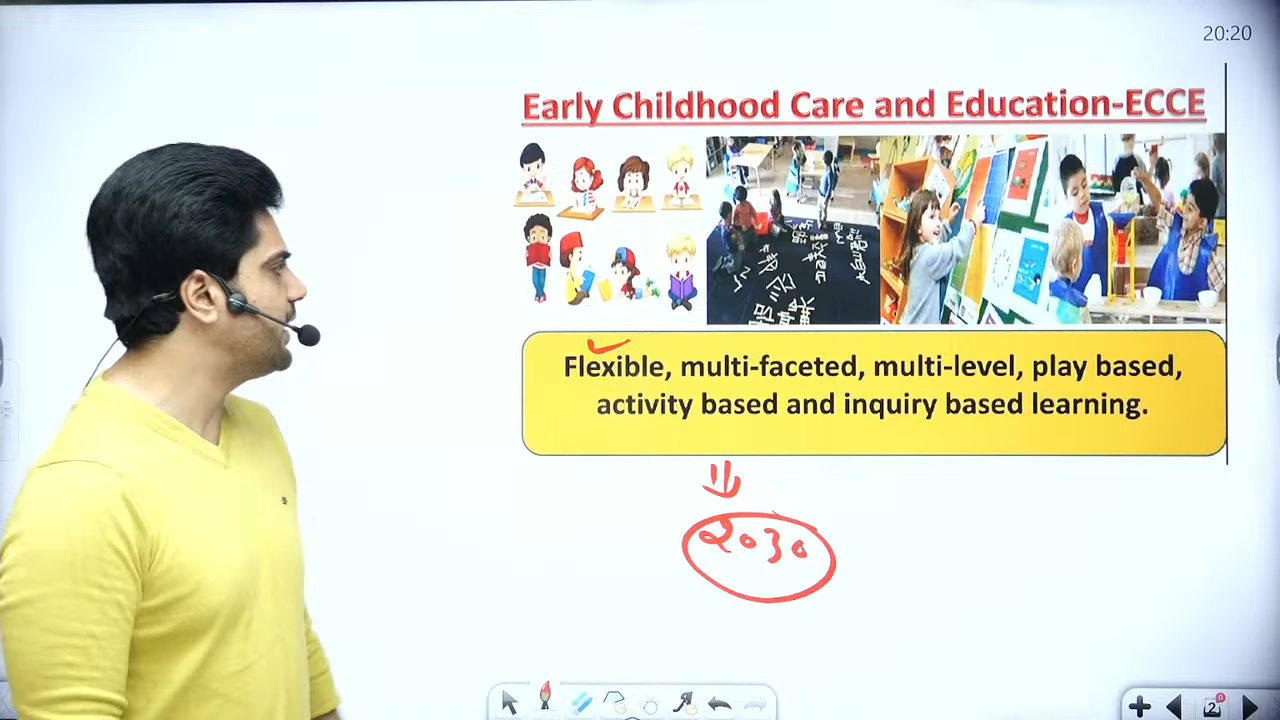 20:20
Early Childhood Care and Education-ECCE
Flexible, multi-faceted, multi-level, play based,
activity based and inquiry based learning.
2030
2